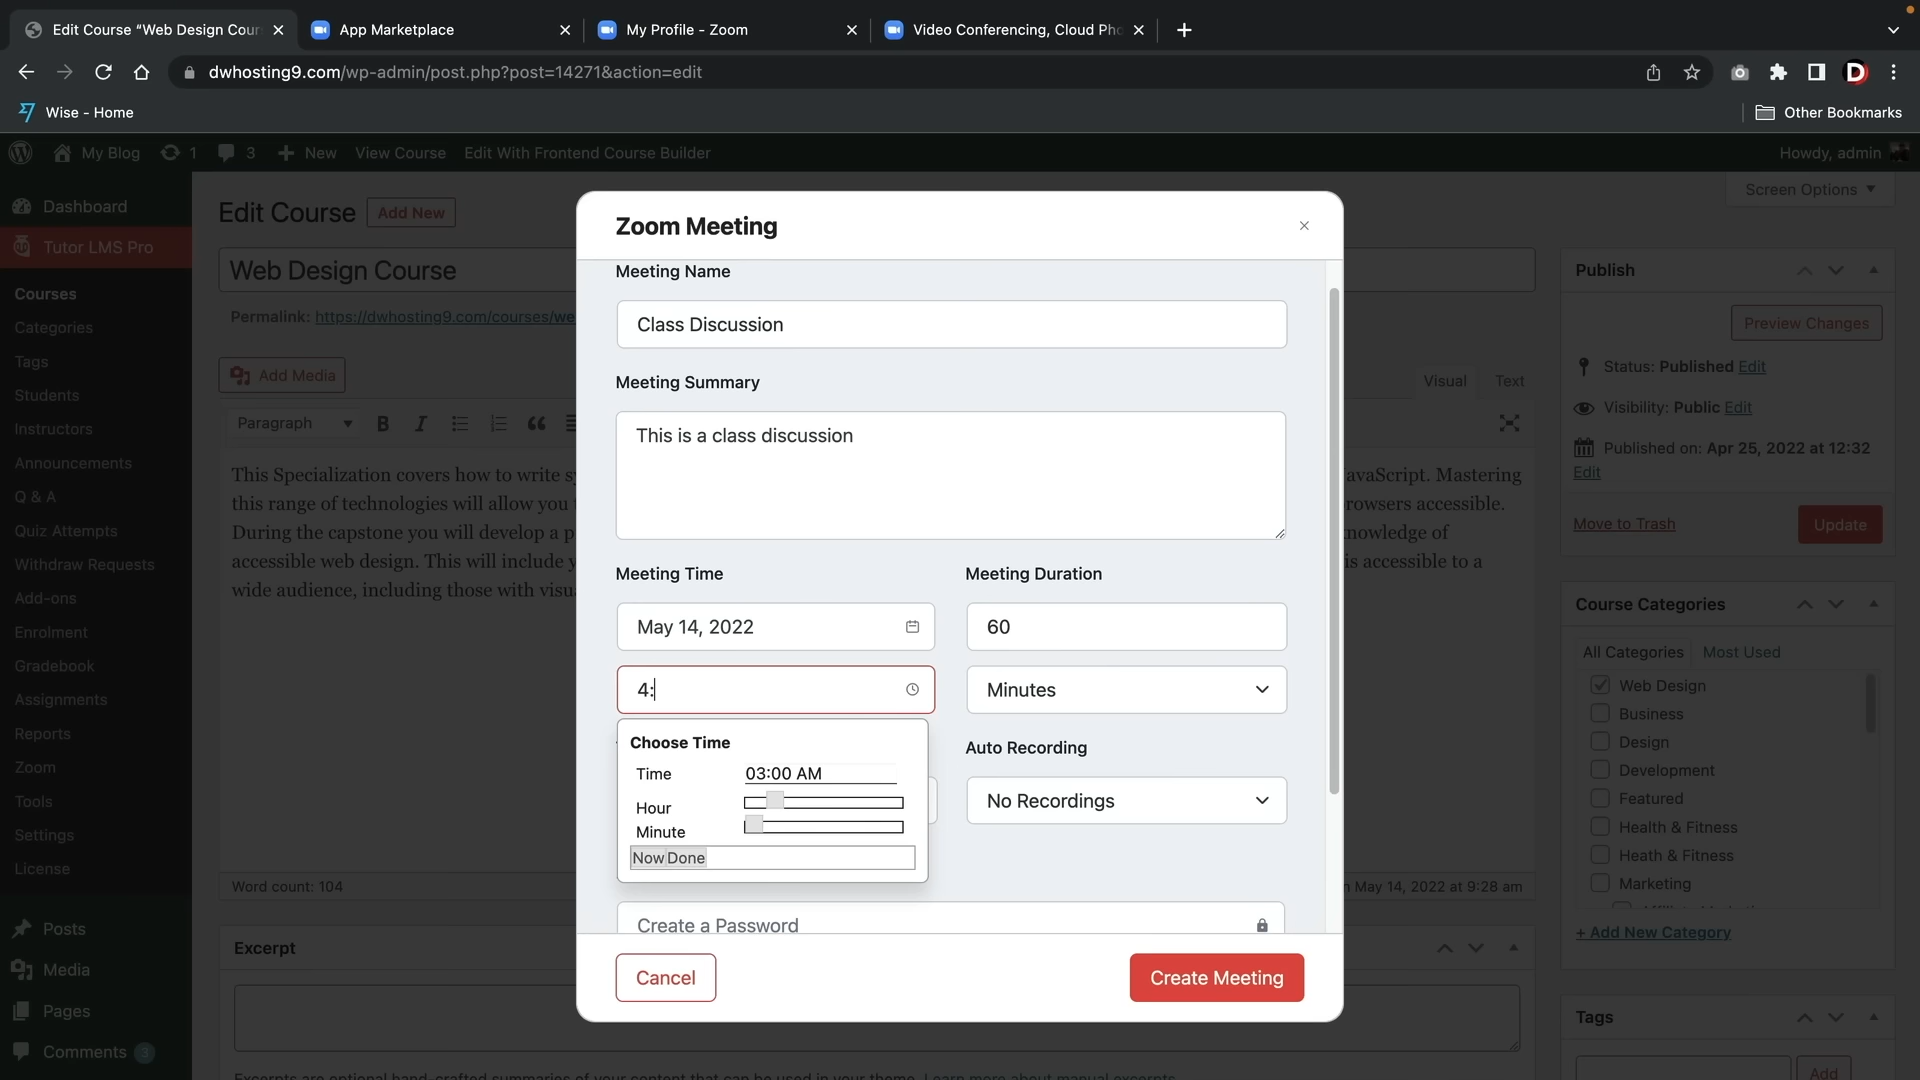 Edit Course “Web Design Cour
App Marketplace
My Profile - Zoom
Video Conferencing, Cloud Pho
dwhosting9.com/wp-admin/post.php?post=14271&action=edit
Wise - Home
Other Bookmarks
My Blog
1
3
New
View Course
Edit With Frontend Course Builder
Howdy, admin
Dashboard
Tutor LMS Pro
Courses
Categories
Tags
Students
Instructors
Announcements
Q & A
Quiz Attempts
Withdraw Requests
Add-ons
Enrolment
Gradebook
Assignments
Reports
Zoom
Tools
Settings
License
Posts
Media
Pages
Comments 3
Edit Course
Add New
Screen Options
Web Design Course
Permalink: https://dwhosting9.com/courses/we
Add Media
Visual
Text
Paragraph
This Specialization covers how to write sy
avaScript. Mastering
this range of technologies will allow you
rowsers accessible.
During the capstone you will develop a p
nowledge of
accessible web design. This will include y
is accessible to a
wide audience, including those with visu
Word count: 104
n May 14, 2022 at 9:28 am
Excerpt
Zoom Meeting
Meeting Name
Class Discussion
Meeting Summary
This is a class discussion
Meeting Time
Meeting Duration
May 14, 2022
60
4:
Minutes
Choose Time
Time
03:00 AM
Hour
Minute
Now Done
Auto Recording
No Recordings
Create a Password
Cancel
Create Meeting
Publish
Preview Changes
Status: Published Edit
Visibility: Public Edit
Published on: Apr 25, 2022 at 12:32
Edit
Move to Trash
Update
Course Categories
All Categories
Most Used
Web Design
Business
Design
Development
Featured
Health & Fitness
Heath & Fitness
Marketing
+ Add New Category
Tags
Add